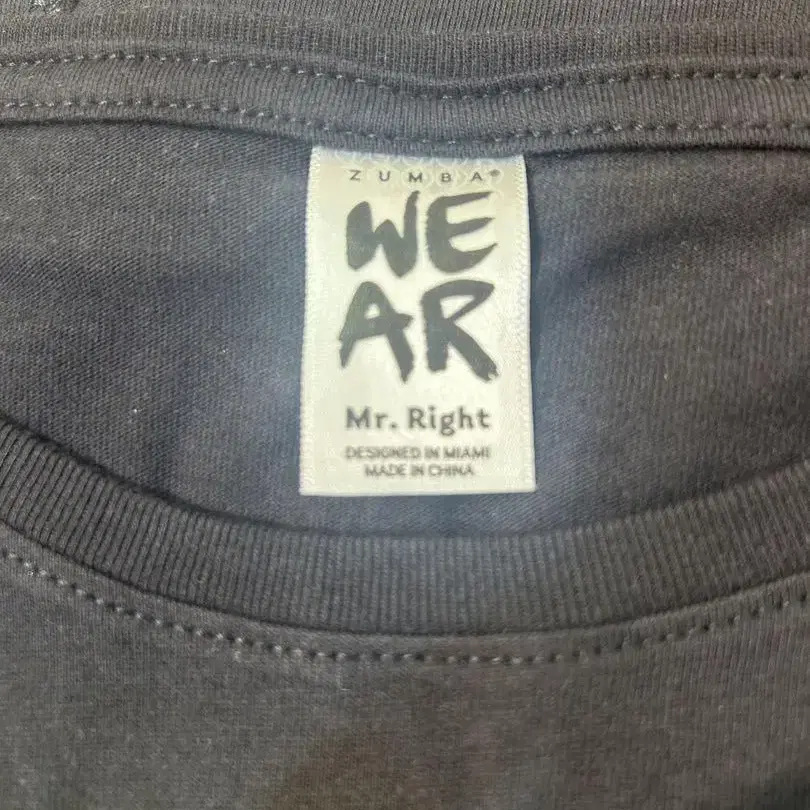 ZUMBA®
WE
AR
Mr. Right
DESIGNED IN MIAMI
MADE IN CHINA